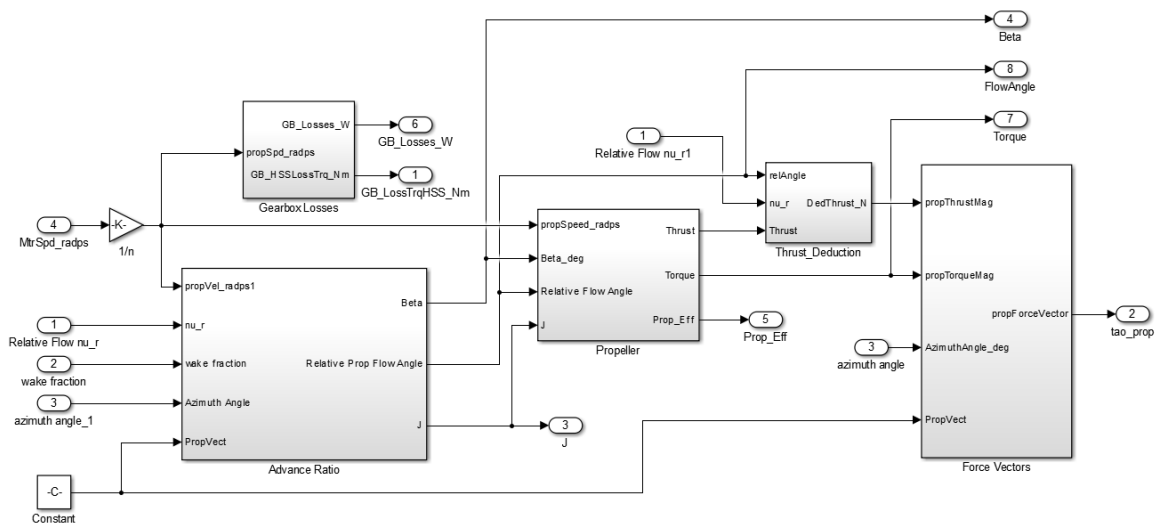 4
Beta
8
FlowAngle
7
Torque
GB_Losses_W
6
GB_Losses_W
propSpd_radps
GB_HSSLossTrq_Nm
1
GB_LossTrqHSS_Nm
Gearbox Losses
1
Relative Flow nu_r1
relAngle
nu_r
DedThrust_N
Thrust
Thrust_Deduction
4
MtrSpd_radps
-K-
1/n
propSpeed_radps
Thrust
Beta_deg
Torque
Relative Flow Angle
Prop_Eff
J
Propeller
5
Prop_Eff
propThrustMag
propTorqueMag
propForceVector
AzimuthAngle_deg
PropVect
Force Vectors
3
azimuth angle
2
tao_prop
propVel_radps1
Beta
nu_r
wake fraction
Relative Prop Flow Angle
Azimuth Angle
J
PropVect
Advance Ratio
1
Relative Flow nu_r
2
wake fraction
3
azimuth angle_1
3
J
-C-
Constant